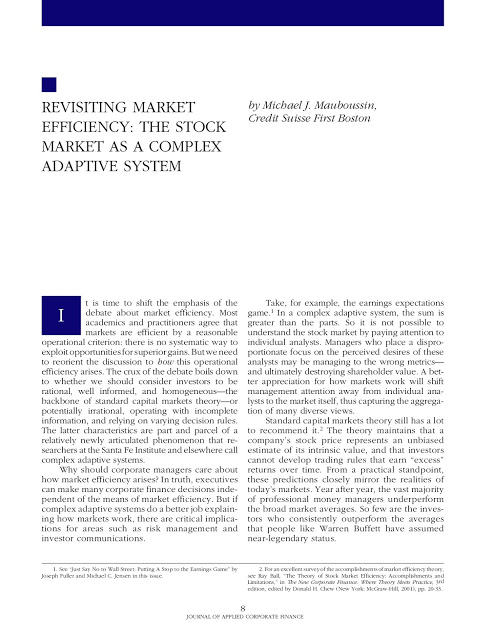 REVISITING MARKET
EFFICIENCY: THE STOCK
MARKET AS A COMPLEX
ADAPTIVE SYSTEM
by Michael J. Mauboussin,
Credit Suisse First Boston
It is time to shift the emphasis of the
debate about market efficiency. Most
academics and practitioners agree that
markets are efficient by a reasonable
operational criterion: there is no systematic way to
exploit opportunities for superior gains. But we need
to reorient the discussion to how this operational
efficiency arises. The crux of the debate boils down
to whether we should consider investors to be
rational, well informed, and homogeneous—the
backbone of standard capital markets theory—or
potentially irrational, operating with incomplete
information, and relying on varying decision rules.
The latter characteristics are part and parcel of a
relatively newly articulated phenomenon that re-
searchers at the Santa Fe Institute and elsewhere call
complex adaptive systems.
Why should corporate managers care about
how market efficiency arises? In truth, executives
can make many corporate finance decisions inde-
pendent of the means of market efficiency. But if
complex adaptive systems do a better job explain-
ing how markets work, there are critical implica-
tions for areas such as risk management and
investor communications.
Take, for example, the earnings expectations
game.1 In a complex adaptive system, the sum is
greater than the parts. So it is not possible to
understand the stock market by paying attention to
individual analysts. Managers who place a dispro-
portionate focus on the perceived desires of these
analysts may be managing to the wrong metrics—
and ultimately destroying shareholder value. A bet-
ter appreciation for how markets work will shift
management attention away from individual ana-
lysts to the market itself, thus capturing the aggrega-
tion of many diverse views.
Standard capital markets theory still has a lot
to recommend it.2 The theory maintains that a
company's stock price represents an unbiased
estimate of its intrinsic value, and that investors
cannot develop trading rules that earn “excess”
returns over time. From a practical standpoint,
these predictions closely mirror the realities of
today's markets. Year after year, the vast majority
of professional money managers underperform
the broad market averages. So few are the inves-
tors who consistently outperform the averages
that people like Warren Buffett have assumed
near-legendary status.
1. See “Just Say No to Wall Street: Putting A Stop to the Earnings Game” by
Joseph Fuller and Michael C. Jensen in this issue.
2. For an excellent survey of the accomplishments of market efficiency theory,
see Ray Ball, “The Theory of Stock Market Efficiency: Accomplishments and
Limitations,” in The New Corporate Finance, Where Theory Meets Practice, 3rd
edition, edited by Donald H. Chew (New York: McGraw-Hill, 2001), pp. 20-33.
8
JOURNAL OF APPLIED CORPORATE FINANCE